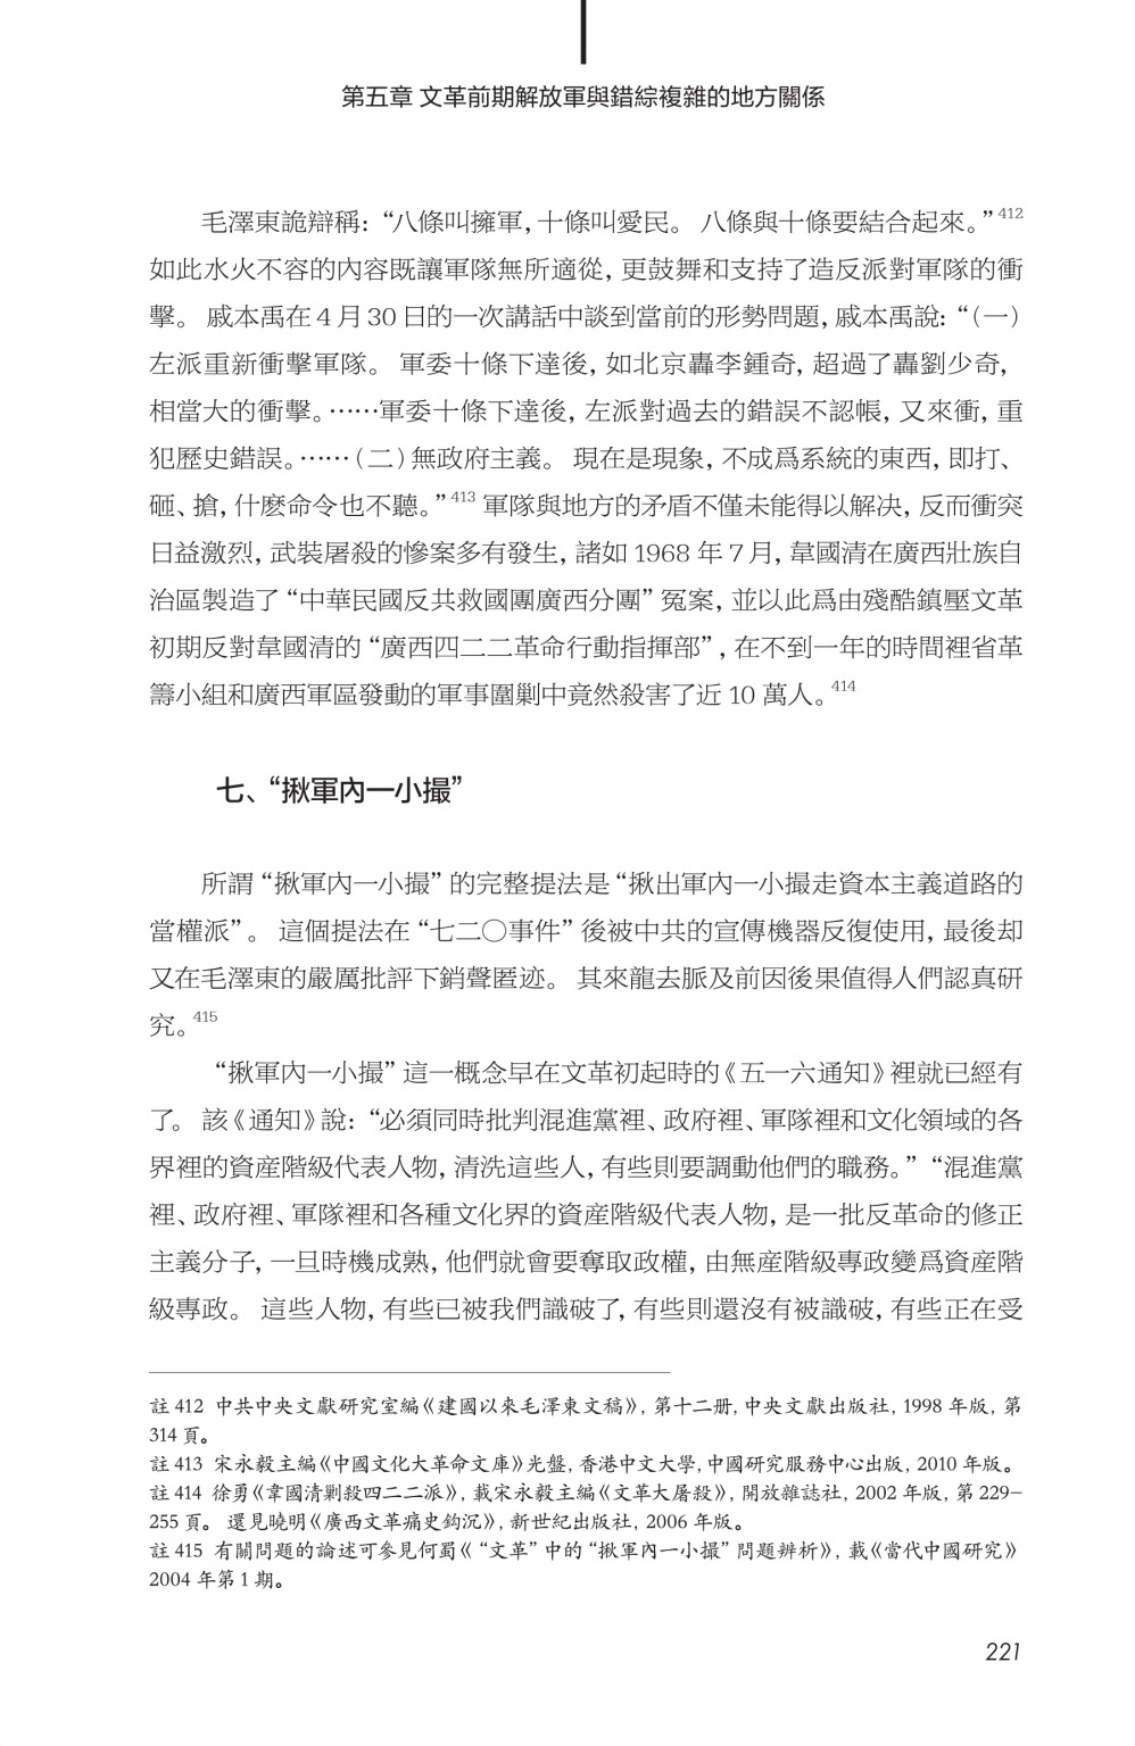 第五章 文革前期解放軍與錯綜複雜的地方關係
毛澤東詭辯稱：“八條叫擁軍，十條叫愛民。 八條與十條要結合起來。”412
如此水火不容的內容既讓軍隊無所適從，更鼓舞和支持了造反派對軍隊的衝
擊。 戚本禹在 4 月 30 日的一次講話中談到當前的形勢問題，戚本禹說：“（一）
左派重新衝擊軍隊。 軍委十條下達後，如北京轟李鍾奇，超過了轟劉少奇，
相當大的衝擊。……軍委十條下達後，左派對過去的錯誤不認帳，又來衝，重
犯歷史錯誤。……（二）無政府主義。 現在是現象，不成爲系統的東西，即打、
砸、搶，什麽命令也不聽。”413 軍隊與地方的矛盾不僅未能得以解決，反而衝突
日益激烈，武裝屠殺的慘案多有發生，諸如 1968 年 7 月，韋國清在廣西壯族自
治區製造了“中華民國反共救國團廣西分團”冤案，並以此爲由殘酷鎮壓文革
初期反對韋國清的“廣西四二二革命行動指揮部”，在不到一年的時間裡省革
籌小組和廣西軍區發動的軍事圍剿中竟然殺害了近 10 萬人。414
七、“揪軍內一小撮”
所謂“揪軍內一小撮”的完整提法是“揪出軍內一小撮走資本主義道路的
當權派”。 這個提法在“七二〇事件”後被中共的宣傳機器反復使用，最後却
又在毛澤東的嚴厲批評下銷聲匿迹。 其來龍去脈及前因後果值得人們認真研
究。415
“揪軍內一小撮”這一概念早在文革初起時的《五一六通知》裡就已經有
了。 該《通知》說：“必須同時批判混進黨裡、政府裡、軍隊裡和文化領域的各
界裡的資産階級代表人物，清洗這些人，有些則要調動他們的職務。”“混進黨
裡、政府裡、軍隊裡和各種文化界的資産階級代表人物，是一批反革命的修正
主義分子，一旦時機成熟，他們就會要奪取政權，由無産階級專政變爲資産階
級專政。 這些人物，有些已被我們識破了，有些則還沒有被識破，有些正在受
註 412 中共中央文獻研究室編《建國以來毛澤東文稿》，第十二册，中央文獻出版社，1998 年版，第
314 頁。
註 413 宋永毅主編《中國文化大革命文庫》光盤，香港中文大學，中國研究服務中心出版，2010 年版。
註 414 徐勇《韋國清剿殺四二二派》，載宋永毅主編《文革大屠殺》，開放雜誌社，2002 年版，第 229-
255 頁。 還見曉明《廣西文革痛史鈎沉》，新世紀出版社，2006 年版。
註 415 有關問題的論述可參見何蜀《“文革”中的“揪軍內一小撮”問題辨析》，載《當代中國研究》
2004 年第 1 期。
221